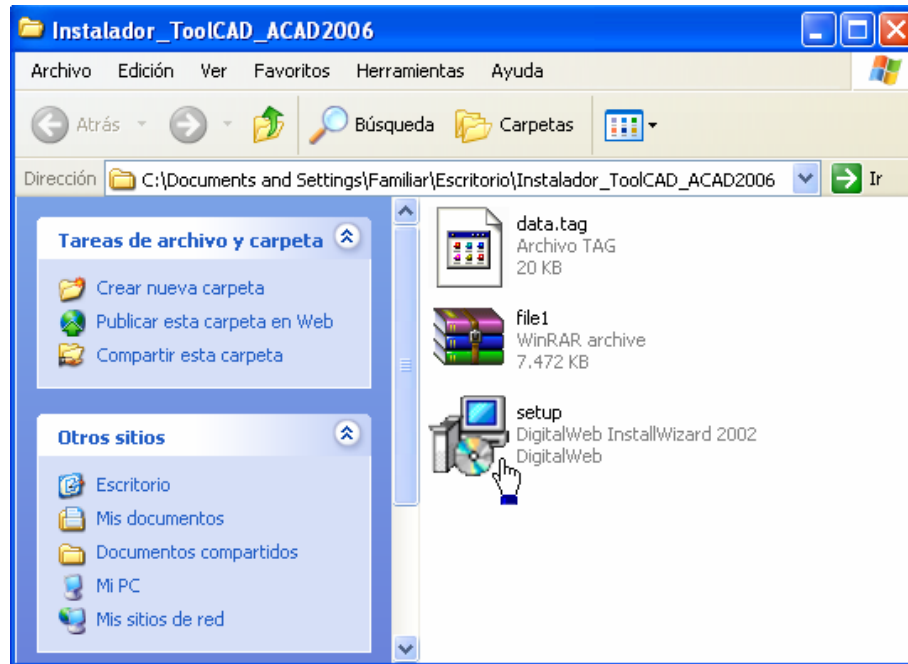 Instalador_ToolCAD_ACAD2006
Archivo Edición Ver Favoritos Herramientas Ayuda
Atrás Búsqueda Carpetas
Dirección C:\Documents and Settings\Familiar\Escritorio\Instalador_ToolCAD_ACAD2006 Ir
Tareas de archivo y carpeta
Crear nueva carpeta
Publicar esta carpeta en Web
Compartir esta carpeta
Otros sitios
Escritorio
Mis documentos
Documentos compartidos
Mi PC
Mis sitios de red
data.tag
Archivo TAG
20 KB
file1
WinRAR archive
7.472 KB
setup
DigitalWeb InstallWizard 2002
DigitalWeb